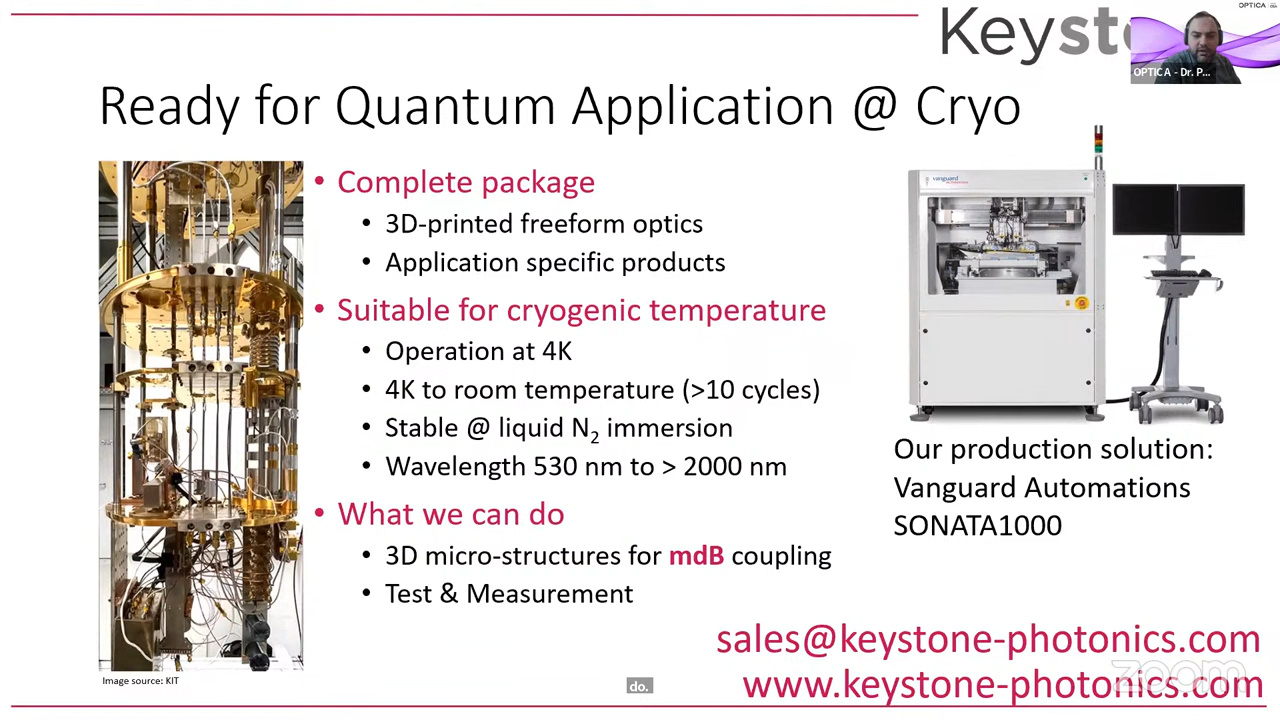 OPTICA
Keyst
OPTICA - Dr. P...
Ready for Quantum Application @ Cryo
• Complete package
• 3D-printed freeform optics
• Application specific products
• Suitable for cryogenic temperature
• Operation at 4K
• 4K to room temperature (>10 cycles)
• Stable @ liquid N₂ immersion
• Wavelength 530 nm to > 2000 nm
• What we can do
• 3D micro-structures for mdB coupling
• Test & Measurement
Image source: KIT
vanguard
Our production solution:
Vanguard Automations
SONATA1000
sales@keystone-photonics.com
www.keystone-photonics.com
zoom
do.